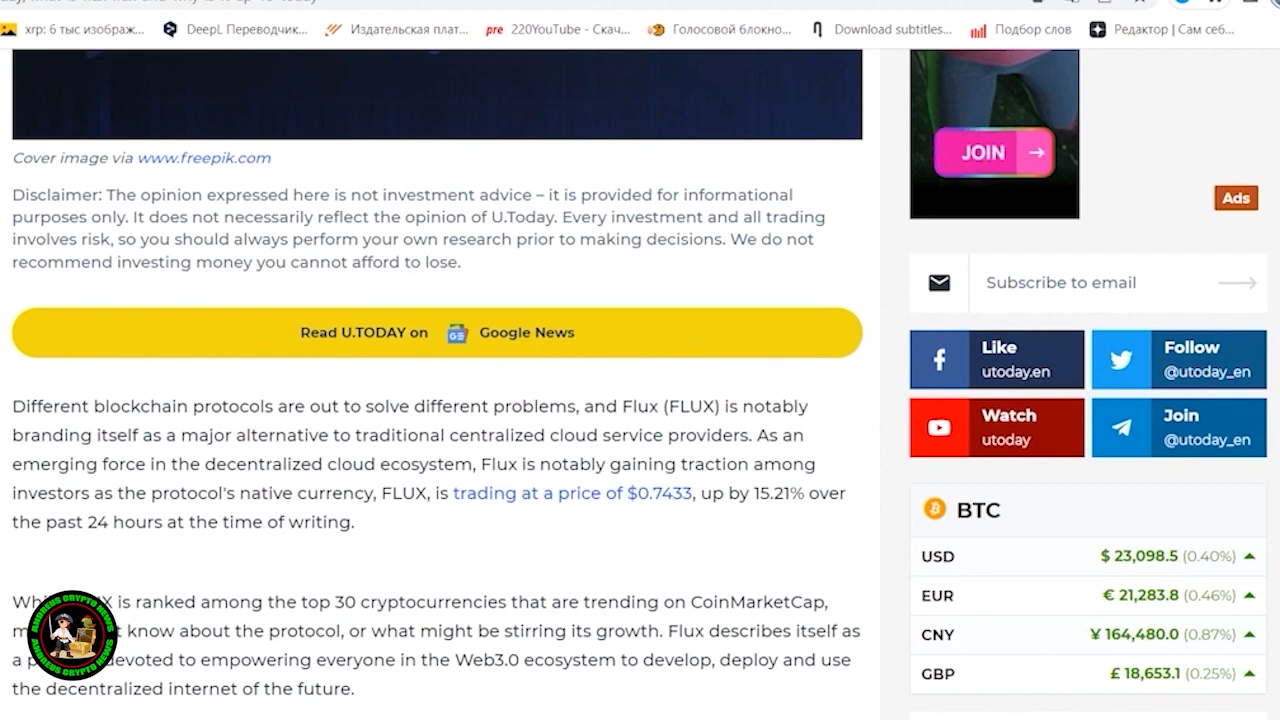 xrp: 6 тыс изображ...
DeepL Переводчик...
Издательская плат...
pre 220YouTube - Скач...
Голосовой блокно...
Download subtitles...
Подбор слов
Редактор | Сам себ...
Cover image via www.freepik.com
Disclaimer: The opinion expressed here is not investment advice – it is provided for informational
purposes only. It does not necessarily reflect the opinion of U.Today. Every investment and all trading
involves risk, so you should always perform your own research prior to making decisions. We do not
recommend investing money you cannot afford to lose.
Read U.TODAY on GE Google News
Different blockchain protocols are out to solve different problems, and Flux (FLUX) is notably
branding itself as a major alternative to traditional centralized cloud service providers. As an
emerging force in the decentralized cloud ecosystem, Flux is notably gaining traction among
investors as the protocol's native currency, FLUX, is trading at a price of $0.7433, up by 15.21% over
the past 24 hours at the time of writing.
is ranked among the top 30 cryptocurrencies that are trending on CoinMarketCap,
know about the protocol, or what might be stirring its growth. Flux describes itself as
a devoted to empowering everyone in the Web3.0 ecosystem to develop, deploy and use
the decentralized internet of the future.
ANDREUS CRYPTO NEWS
ANDREUS CRYPTO NEWS
JOIN
Ads
Subscribe to email
Like
utoday.en
Follow
@utoday_en
Watch
utoday
Join
@utoday_en
BTC
USD $ 23,098.5 (0.40%)
EUR € 21,283.8 (0.46%)
CNY ¥ 164,480.0 (0.87%)
GBP £ 18,653.1 (0.25%)